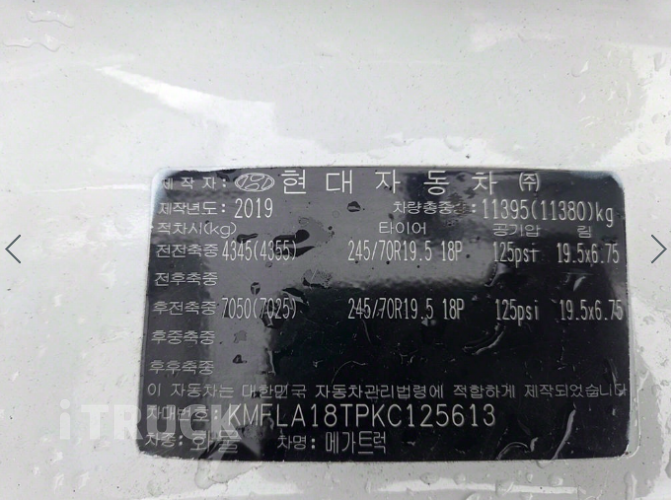 제작자: 현대자동차 (주)
제작년도: 2019 차량총중량: 11395(11380)kg
적차시(kg) 타이어 공기압 림
전전축중 4345(4355) 245/70R19.5 18P 125psi 19.5x6.75
전후축중
후전축중 7050(7025) 245/70R19.5 18P 125psi 19.5x6.75
후중축중
후후축중
이 자동차는 대한민국 자동차관리법령에 적합하게 제작되었습니다
차대번호: KMFLA18TPKC125613
차종: 화물 차명: 메가트럭
iTRUCK